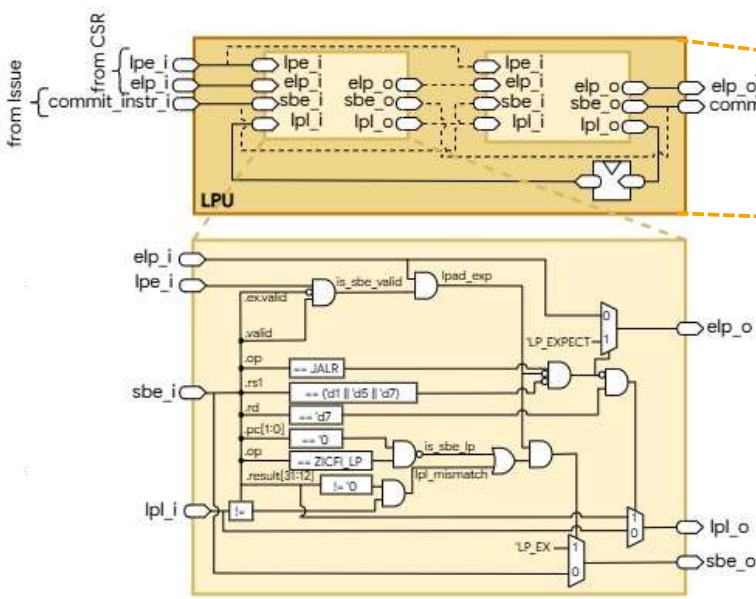 from CSR
from Issue
lpe_i
elp_i
commit_instr_i
lpe_i
elp_i
sbe_i
lpl_i
elp_o
sbe_o
lpl_o
lpe_i
elp_i
sbe_i
lpl_i
elp_o
sbe_o
lpl_o
elp_o
comm
LPU
elp_i
lpe_i
sbe_i
lpl_i
.ex.valid
is_sbe_valid
lpad_exp
.valid
.op
== JALR
.rs1
== ('d1 || 'd5 || 'd7)
.rd
== 'd7
.pc[1:0]
== '0
.op
== ZICFI_LP
is_sbe_lp
.result[31:12]
!= '0
lpl_mismatch
!=
'LP_EXPECT
0
1
elp_o
1
0
lpl_o
'LP_EX
1
0
sbe_o